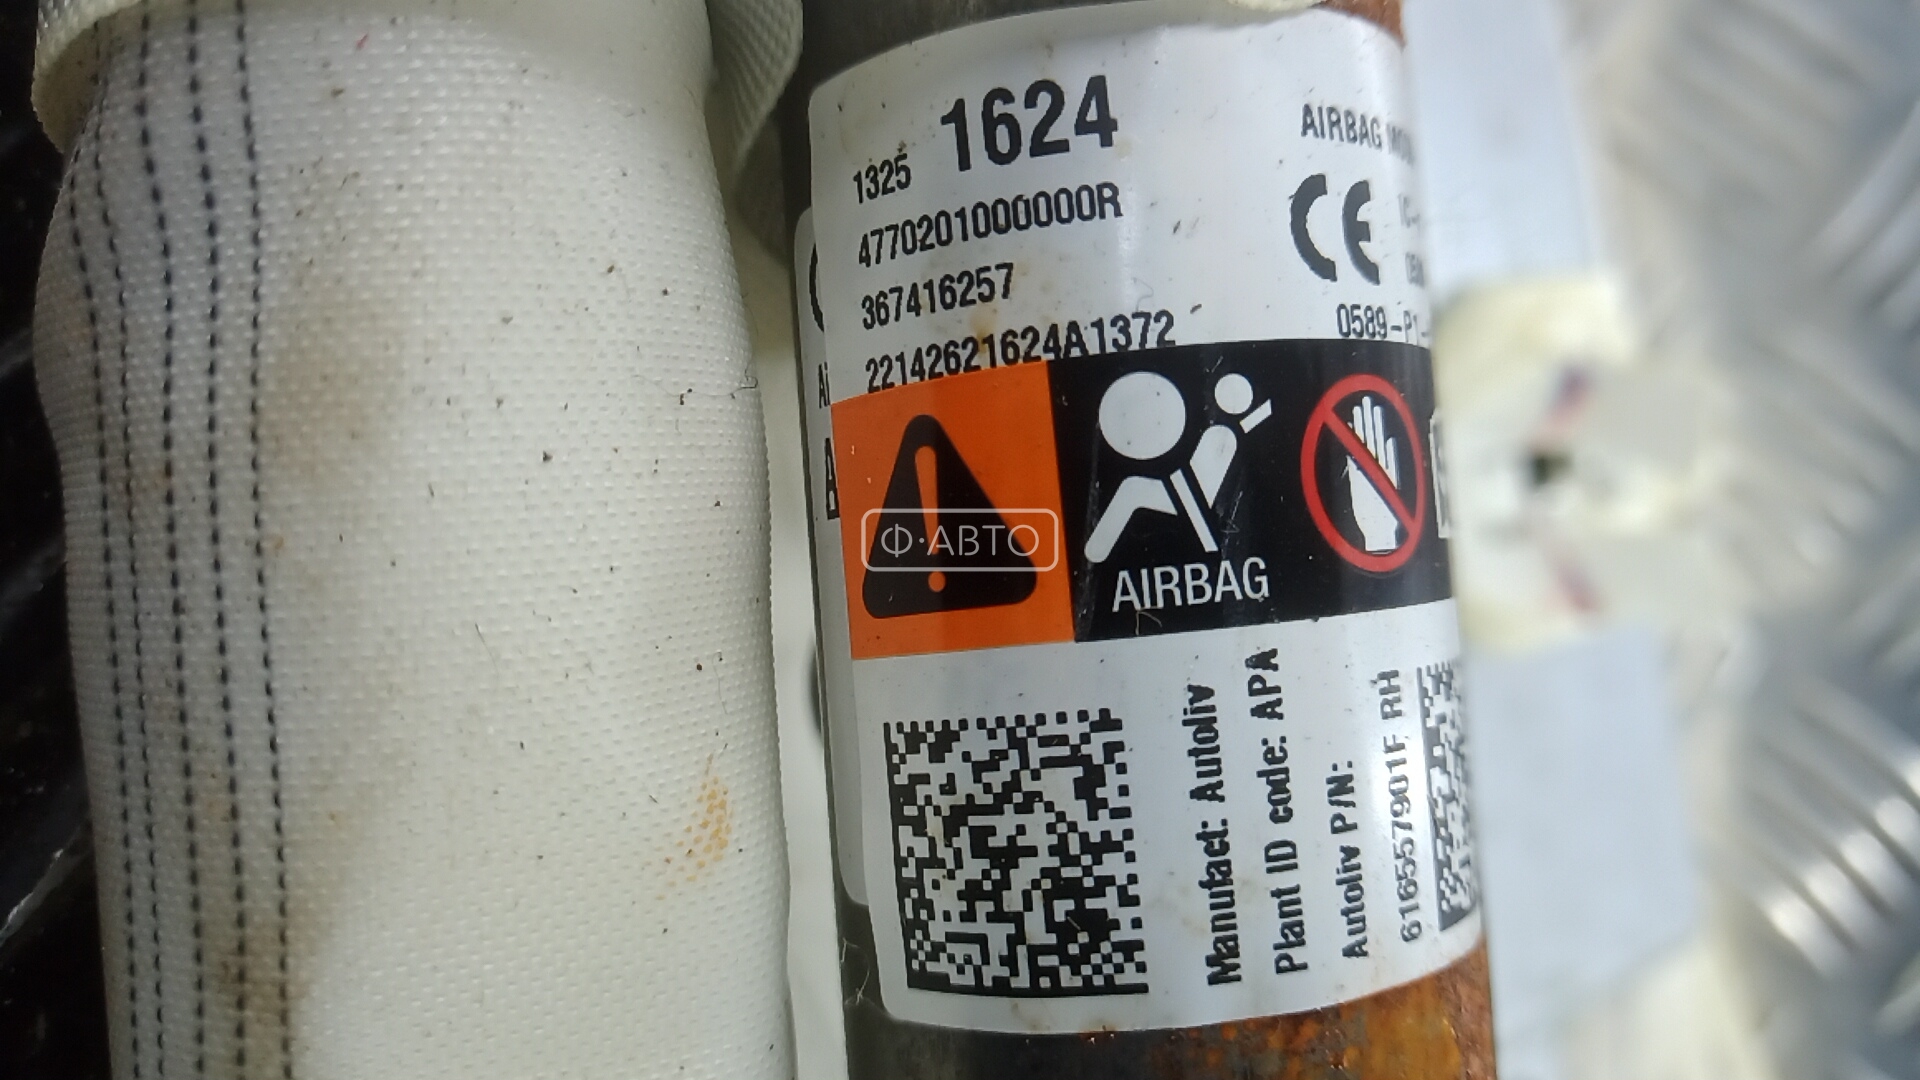 1325 1624
4770201000000R
367416257
22142621624A1372
AIRBAG
CE
0589-P1-
AIRBAG
Ф·АВТО
Manufact: Autoliv
Plant ID code: APA
Autoliv P/N:
616557901F RH